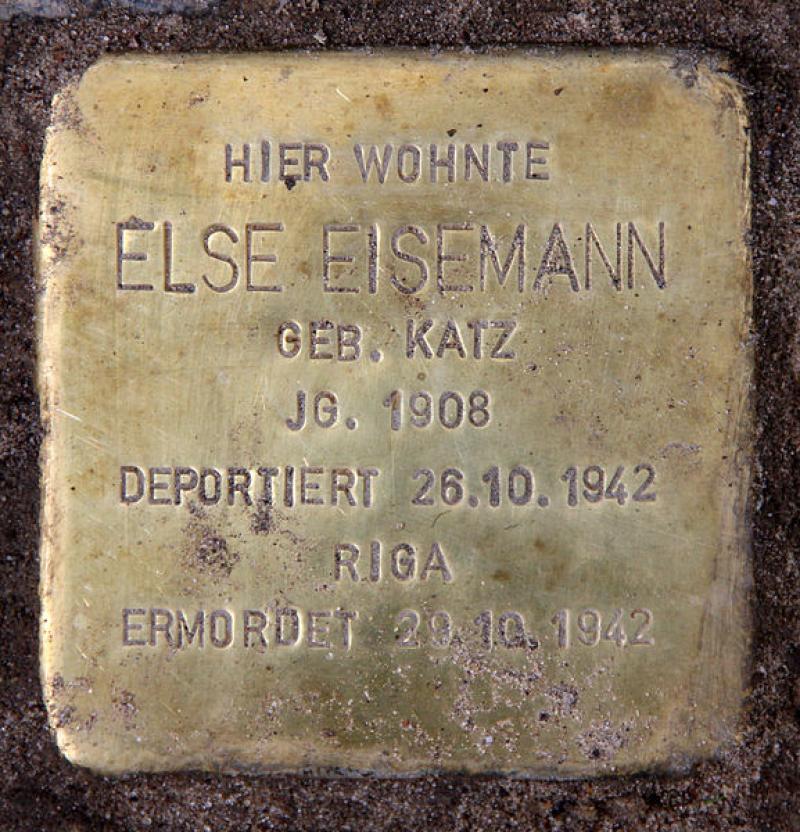 HIER WOHNTE
ELSE EISEMANN
GEB. KATZ
JG. 1908
DEPORTIERT 26.10.1942
RIGA
ERMORDET 29.10.1942